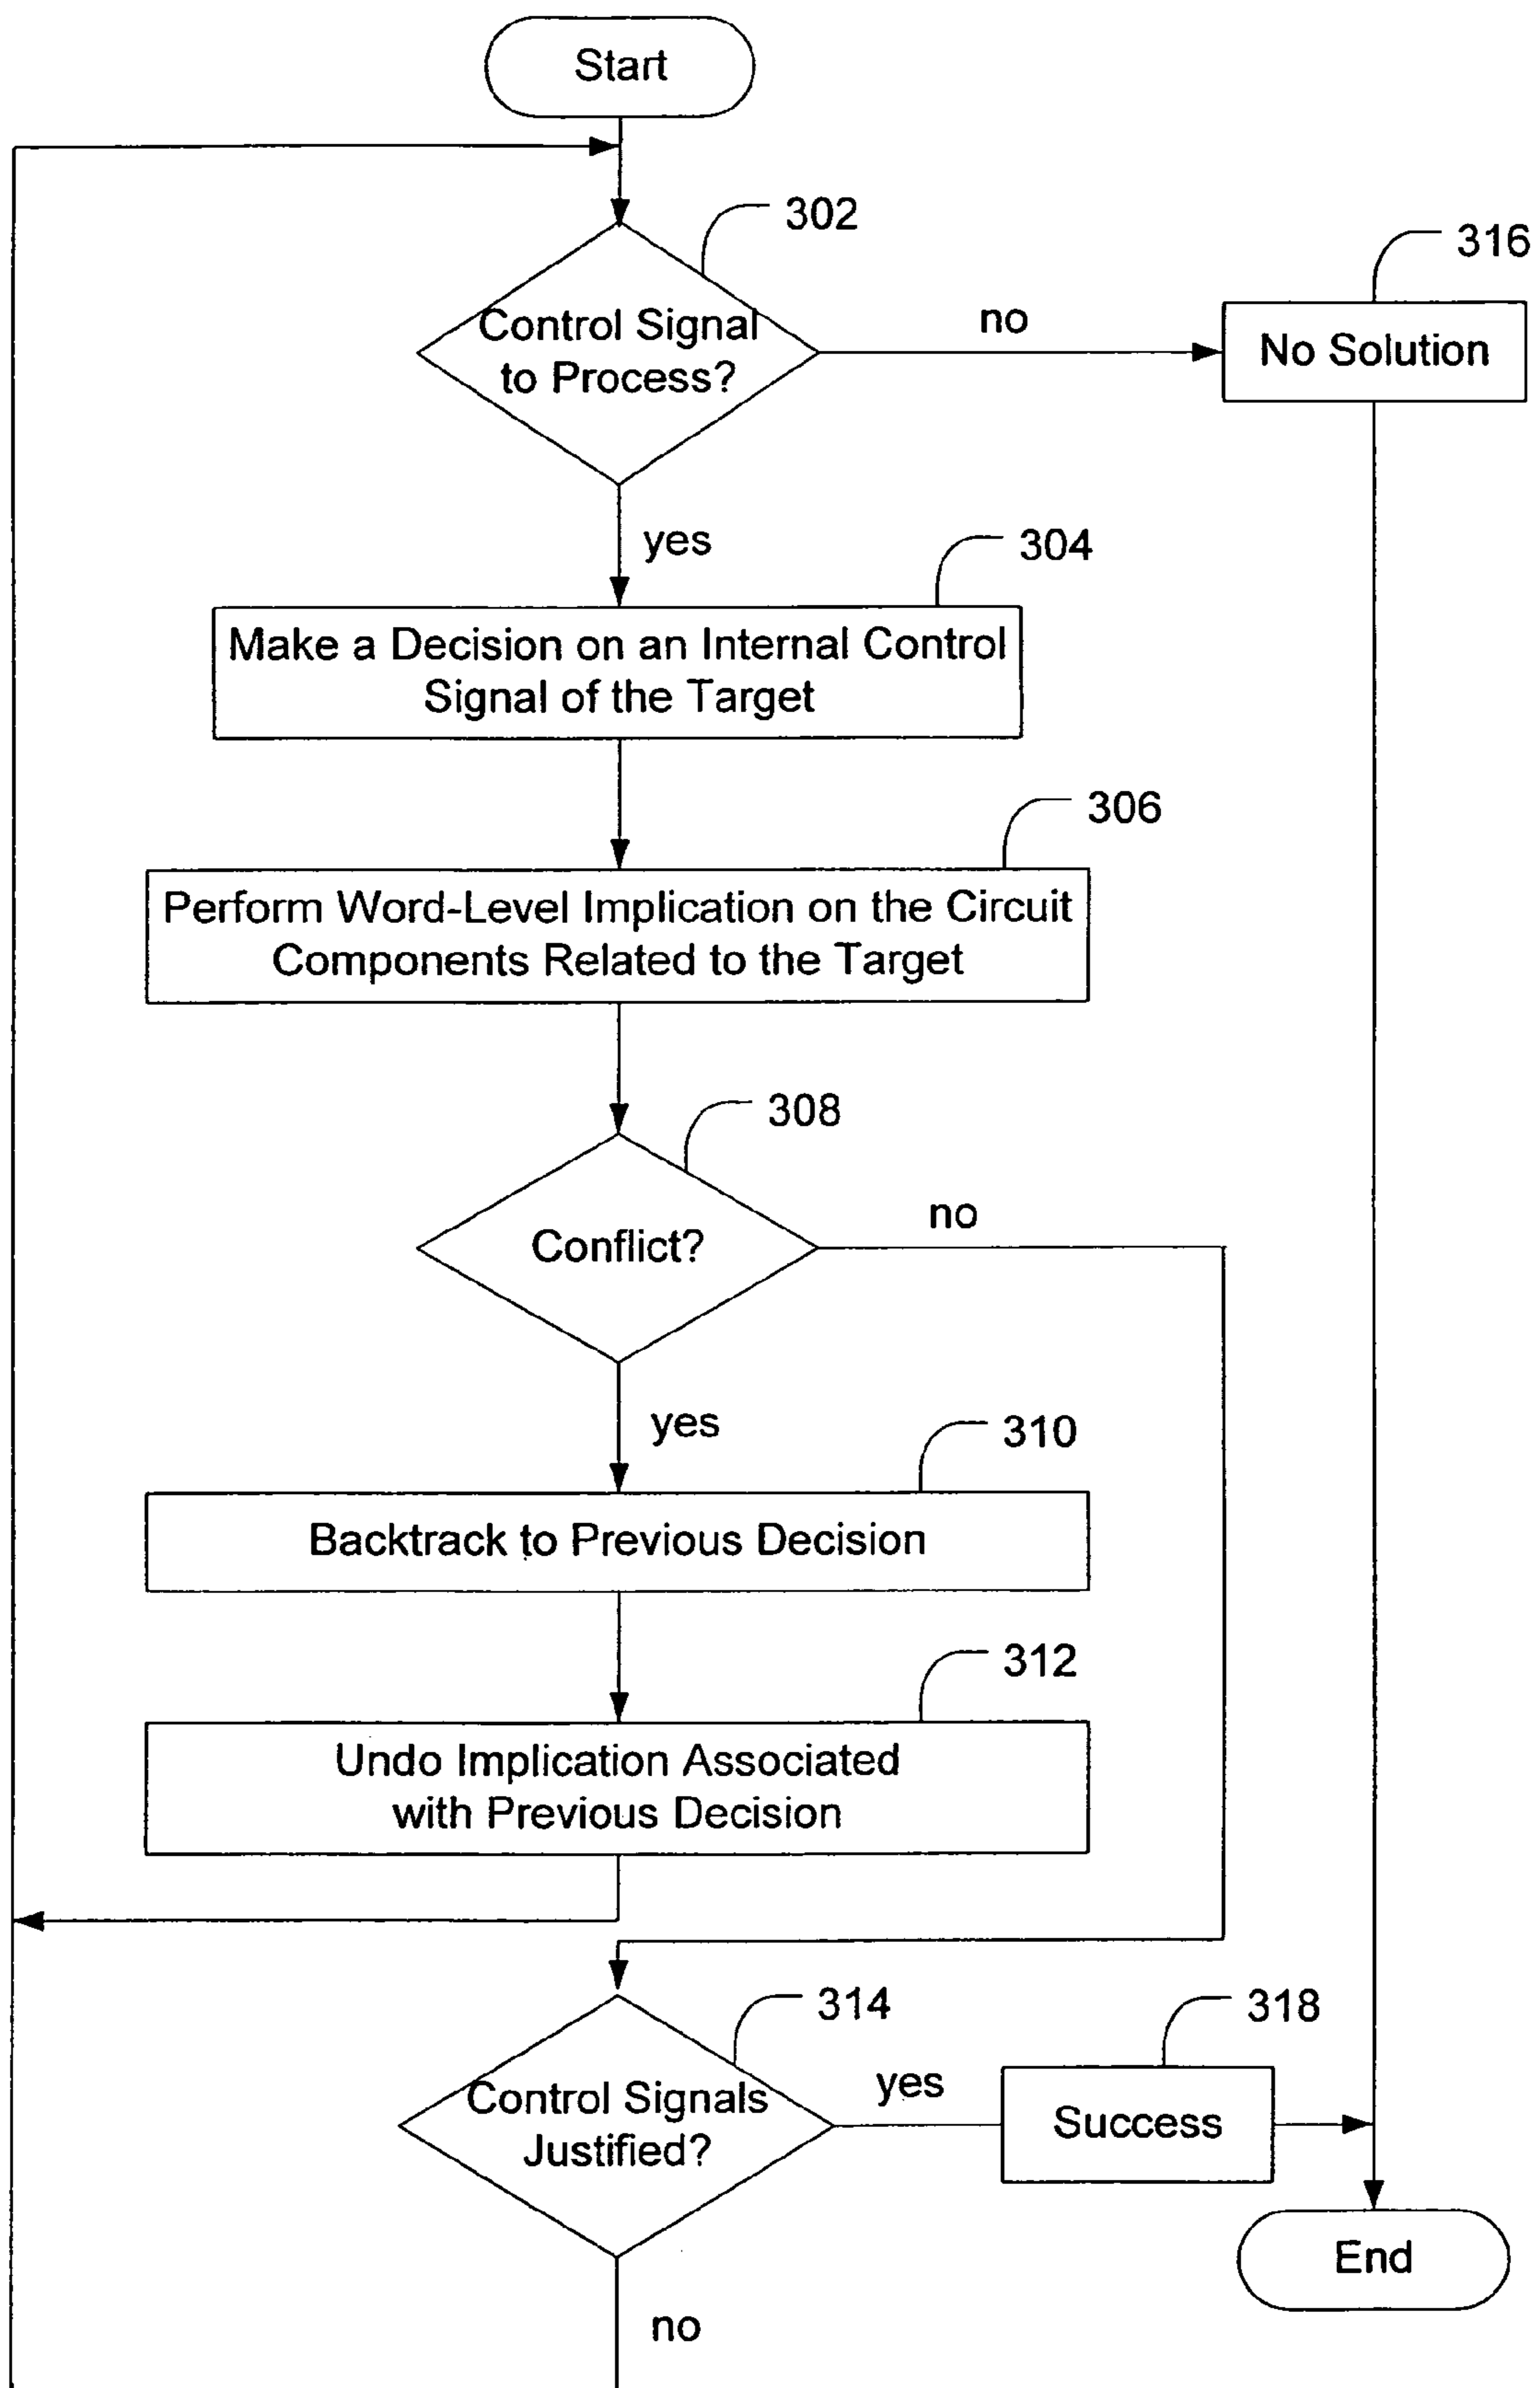 Start
302
316
Control Signal
to Process?
no
No Solution
yes
304
Make a Decision on an Internal Control
Signal of the Target
306
Perform Word-Level Implication on the Circuit
Components Related to the Target
308
Conflict?
no
yes
310
Backtrack to Previous Decision
312
Undo Implication Associated
with Previous Decision
314
318
Control Signals
Justified?
yes
Success
End
no